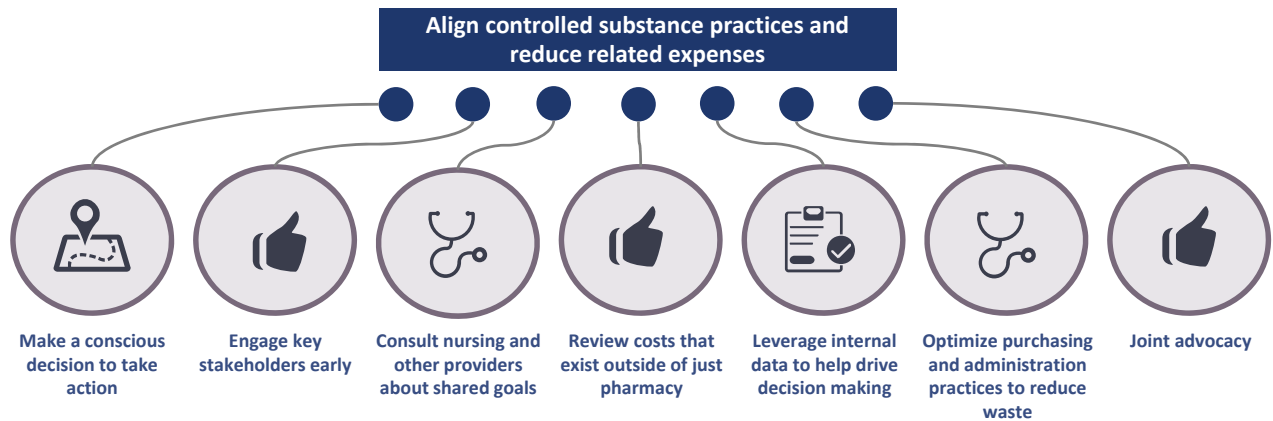 Align controlled substance practices and
reduce related expenses
Make a conscious
decision to take
action
Engage key
stakeholders early
Consult nursing and
other providers
about shared goals
Review costs that
exist outside of just
pharmacy
Leverage internal
data to help drive
decision making
Optimize purchasing
and administration
practices to reduce
waste
Joint advocacy